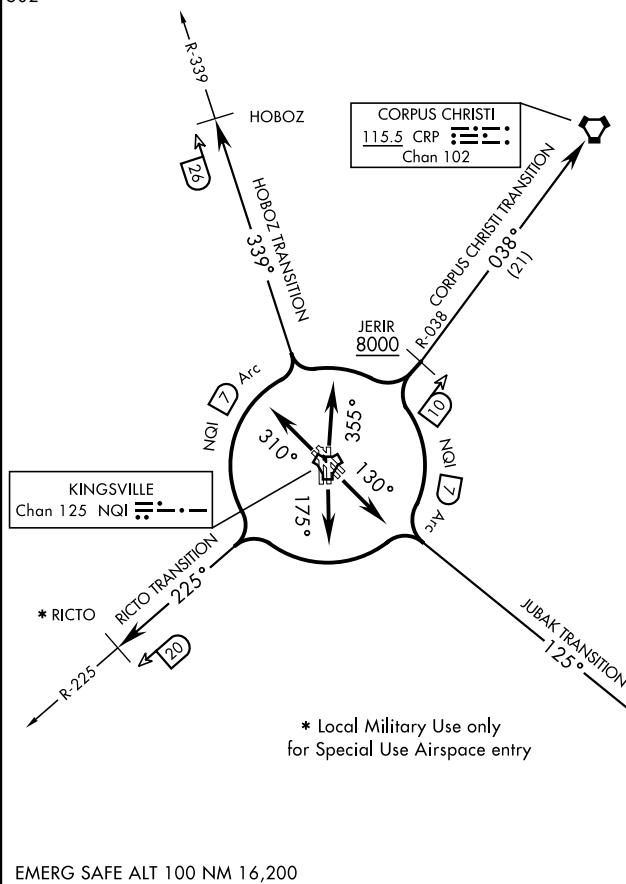 R-339
HOBOZ
26
HOBOZ TRANSITION
339°
CORPUS CHRISTI
115.5 CRP
Chan 102
CORPUS CHRISTI TRANSITION
038°
(21)
R-038
JERIR
8000
10
NQI 7 Arc
NQI 7 Arc
310°
355°
130°
175°
KINGSVILLE
Chan 125 NQI
RICTO TRANSITION
225°
* RICTO
20
R-225
JUBAK TRANSITION
125°
* Local Military Use only
for Special Use Airspace entry
EMERG SAFE ALT 100 NM 16,200